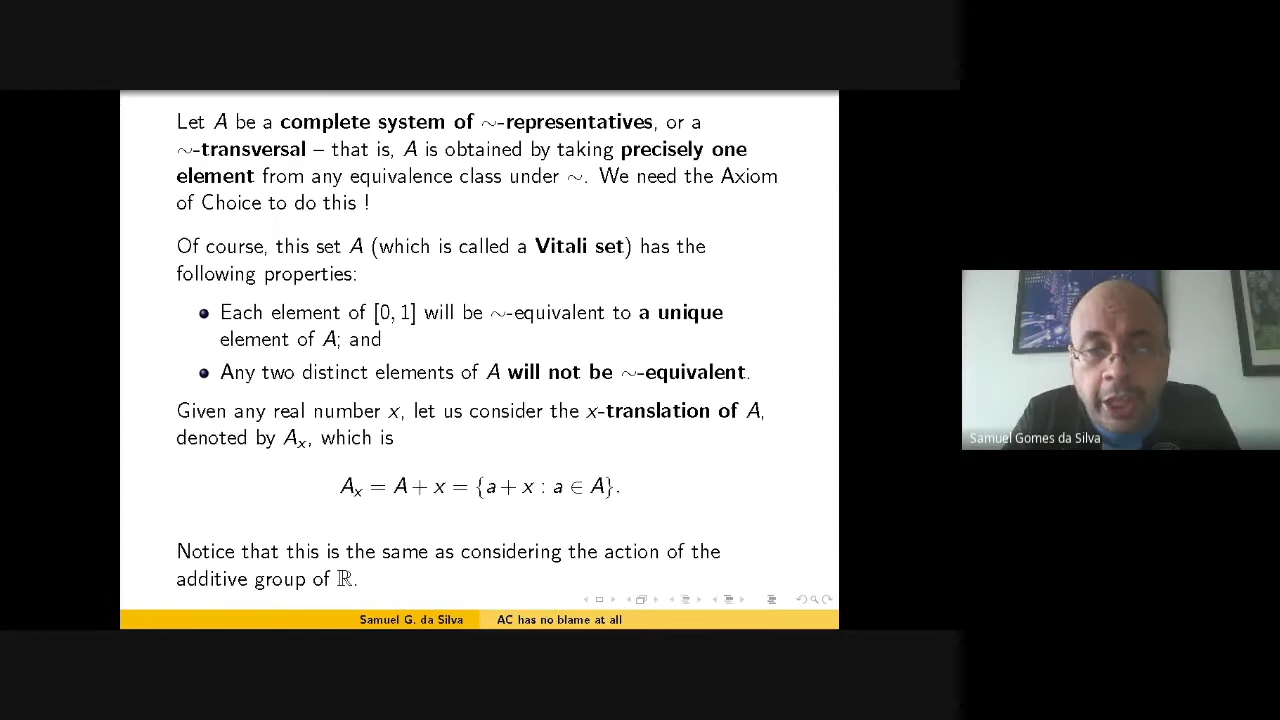 Let A be a complete system of ∼-representatives, or a
∼-transversal – that is, A is obtained by taking precisely one
element from any equivalence class under ∼. We need the Axiom
of Choice to do this !
Of course, this set A (which is called a Vitali set) has the
following properties:
Each element of [0, 1] will be ∼-equivalent to a unique
element of A; and
Any two distinct elements of A will not be ∼-equivalent.
Given any real number x, let us consider the x-translation of A,
denoted by Aₓ, which is
Aₓ = A + x = {a + x : a ∈ A}.
Notice that this is the same as considering the action of the
additive group of ℝ.
Samuel G. da Silva AC has no blame at all
Samuel Gomes da Silva